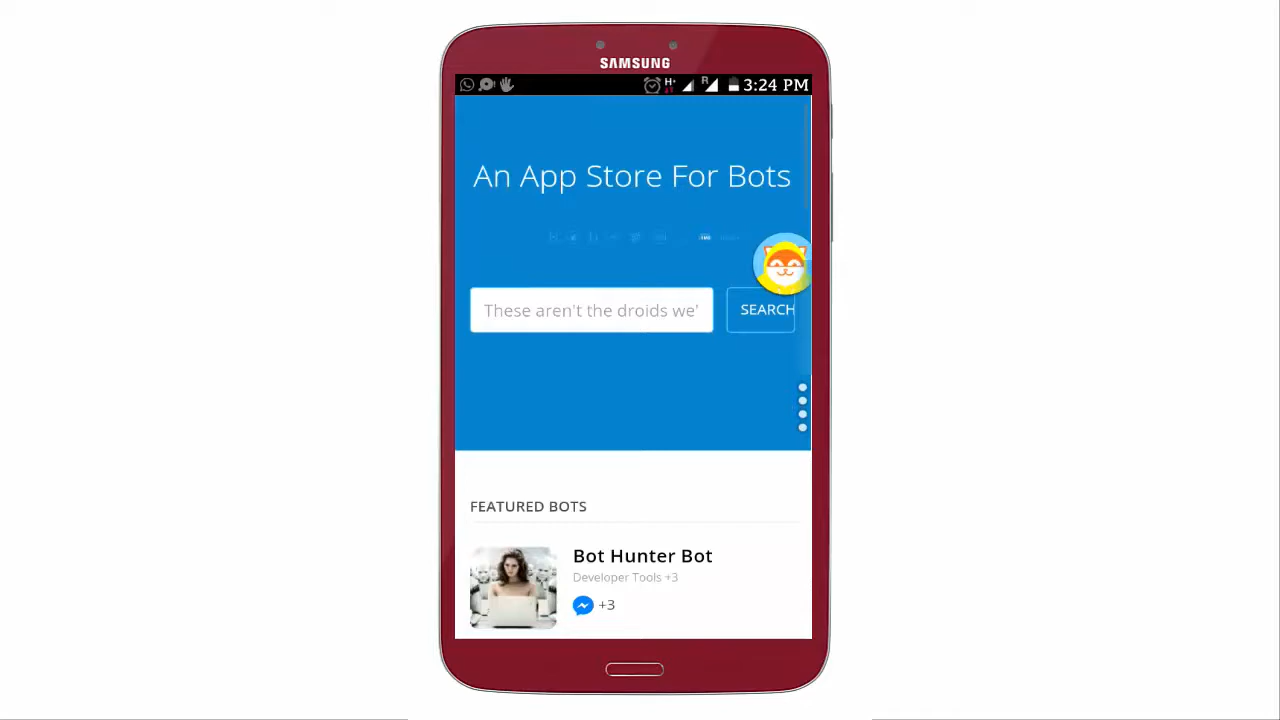 SAMSUNG
H+ R 3:24 PM
An App Store For Bots
These aren't the droids we'
SEARCH
FEATURED BOTS
Bot Hunter Bot
Developer Tools +3
+3